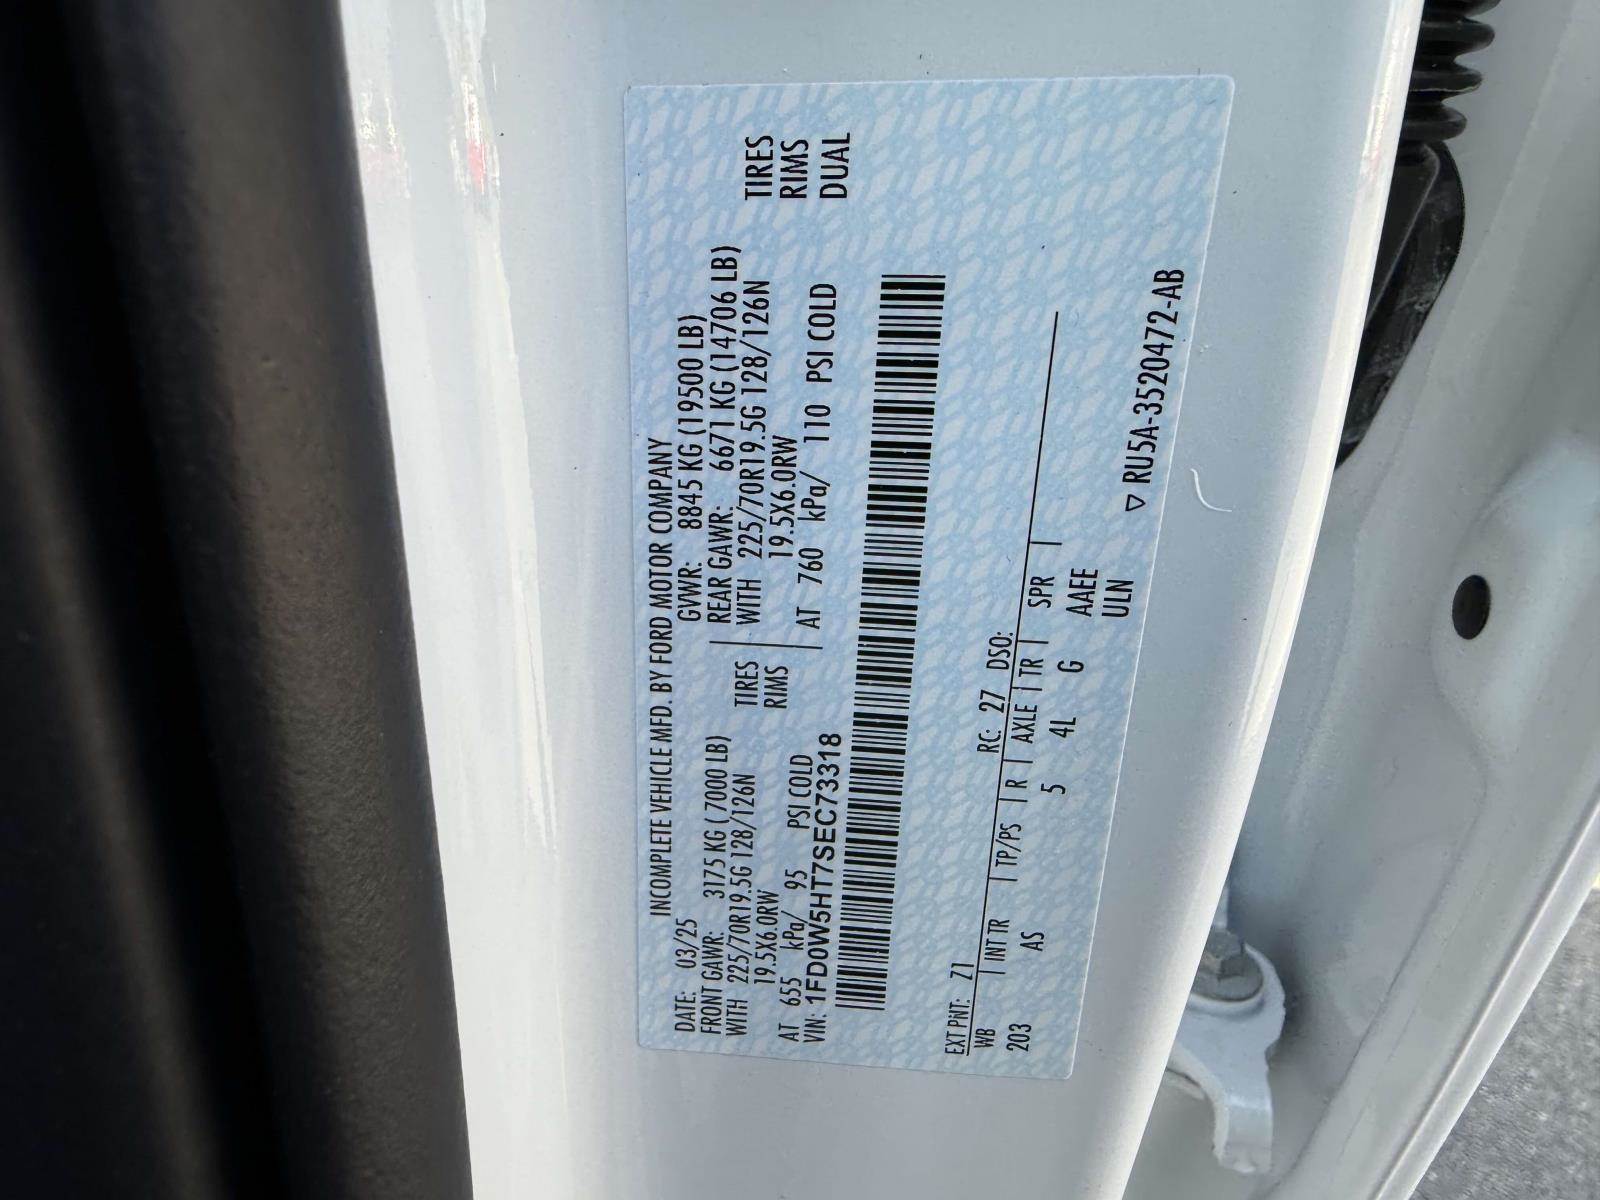 INCOMPLETE VEHICLE MFD. BY FORD MOTOR COMPANY
DATE: 03/25 GVWR: 8845 KG (19500 LB)
FRONT GAWR: 3175 KG (7000 LB) REAR GAWR: 6671 KG (14706 LB)
WITH 225/70R19.5G 128/126N TIRES WITH 225/70R19.5G 128/126N TIRES
19.5X6.0RW RIMS 19.5X6.0RW RIMS
AT 655 kPa/ 95 PSI COLD AT 760 kPa/ 110 PSI COLD DUAL
VIN: 1FD0W5HT7SEC73318
EXT PNT: Z1 RC: 27 DSO:
WB INT TR TP/PS R AXLE TR SPR
203 AS 5 4L G AAEE
ULN
▽ RU5A-3520472-AB